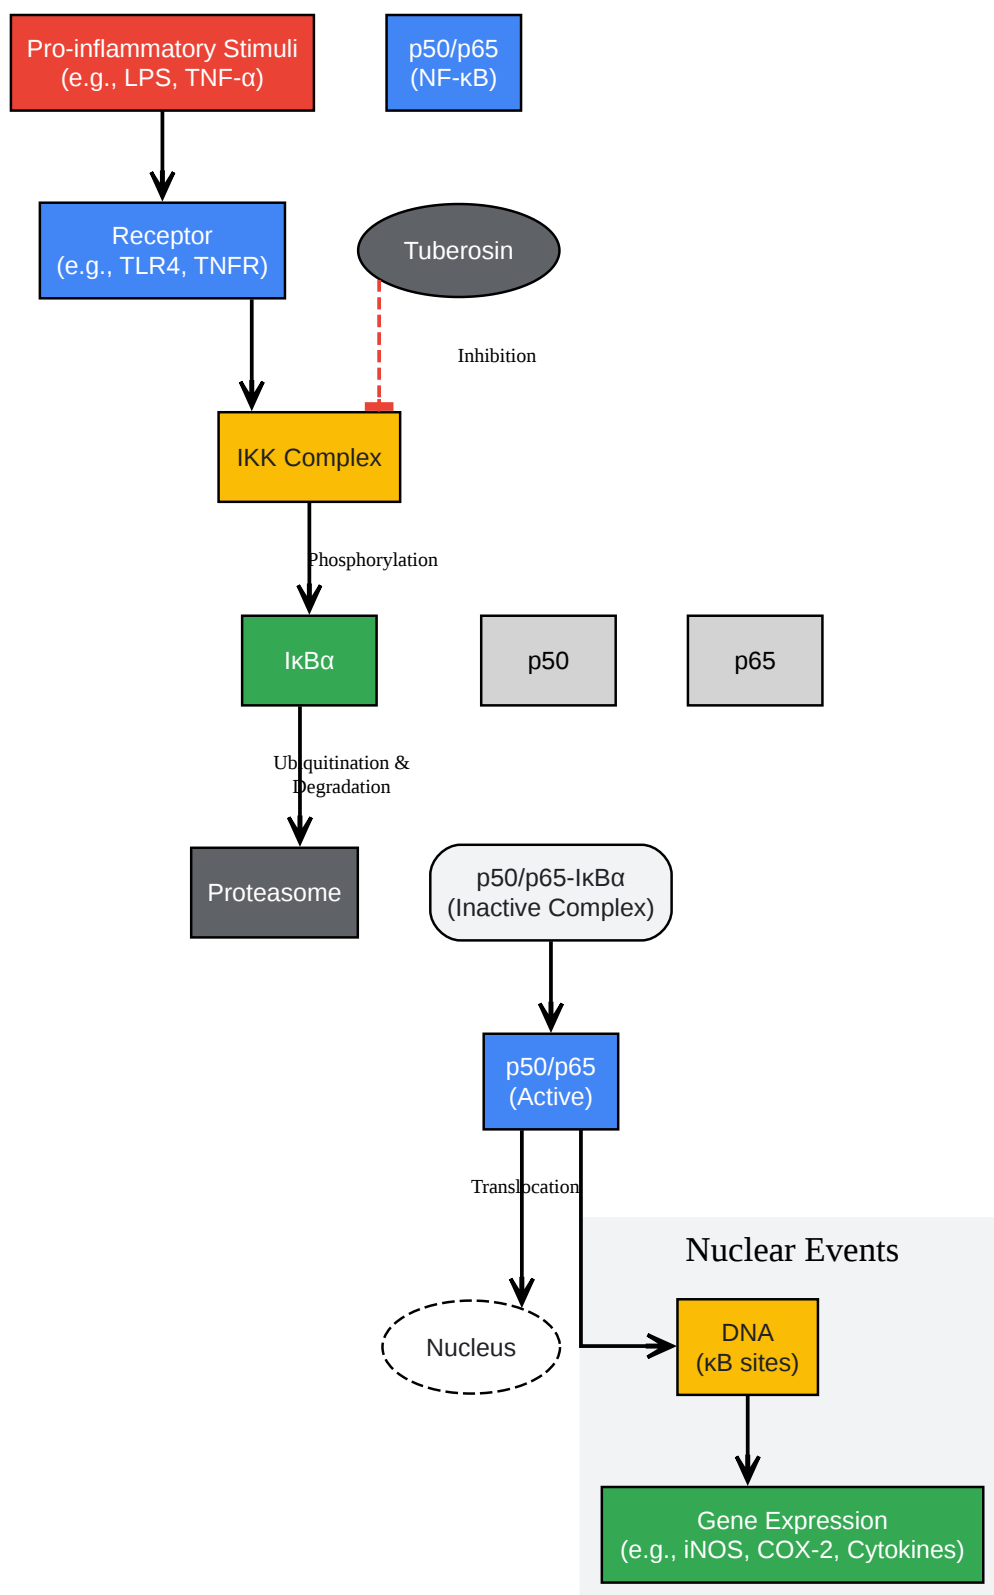 Pro-inflammatory Stimuli
(e.g., LPS, TNF-α)
p50/p65
(NF-κB)
Receptor
(e.g., TLR4, TNFR)
Tuberosin
Inhibition
IKK Complex
Phosphorylation
IκBα
p50
p65
Ubiquitination &
Degradation
Proteasome
p50/p65-IκBα
(Inactive Complex)
p50/p65
(Active)
Translocation
Nuclear Events
Nucleus
DNA
(κB sites)
Gene Expression
(e.g., iNOS, COX-2, Cytokines)